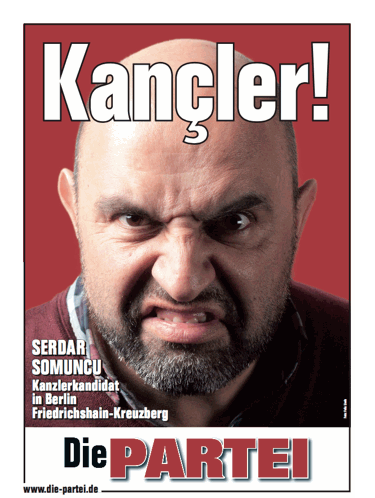 Kançler!
SERDAR
SOMUNCU
Kanzlerkandidat
in Berlin
Friedrichshain-Kreuzberg
Die PARTEI
www.die-partei.de